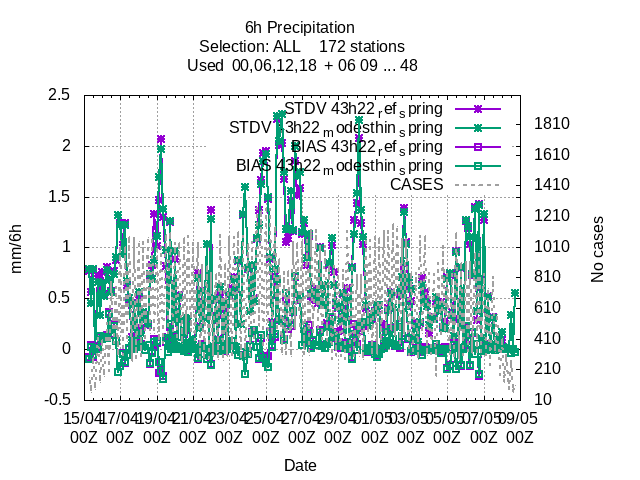 6h Precipitation
Selection: ALL 172 stations
Used 00,06,12,18 + 06 09 ... 48
STDV 43h22_ref_spring
STDV 43h22_modesthin_spring
BIAS 43h22_ref_spring
BIAS 43h22_modesthin_spring
CASES
2.5
2
1.5
1
0.5
0
-0.5
mm/6h
1810
1610
1410
1210
1010
810
610
410
210
10
No cases
15/04 17/04 19/04 21/04 23/04 25/04 27/04 29/04 01/05 03/05 05/05 07/05 09/05
00Z 00Z 00Z 00Z 00Z 00Z 00Z 00Z 00Z 00Z 00Z 00Z 00Z
Date